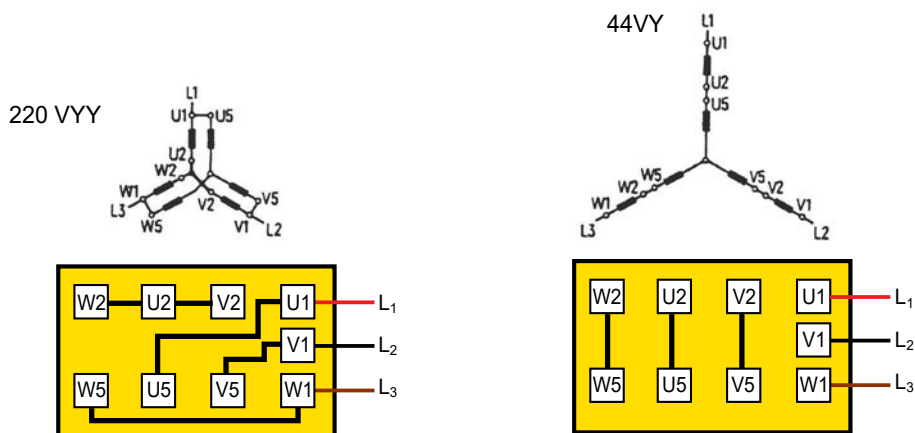 220 VYY
L1
U1 U5
U2
W2
W1
L3
W5
V2
V5
V1
L2
W2 U2 V2 U1 L1
V1 L2
W5 U5 V5 W1 L3
44VY
L1
U1
U2
U5
W5
W2
W1
L3
V5
V2
V1
L2
W2 U2 V2 U1 L1
V1 L2
W5 U5 V5 W1 L3